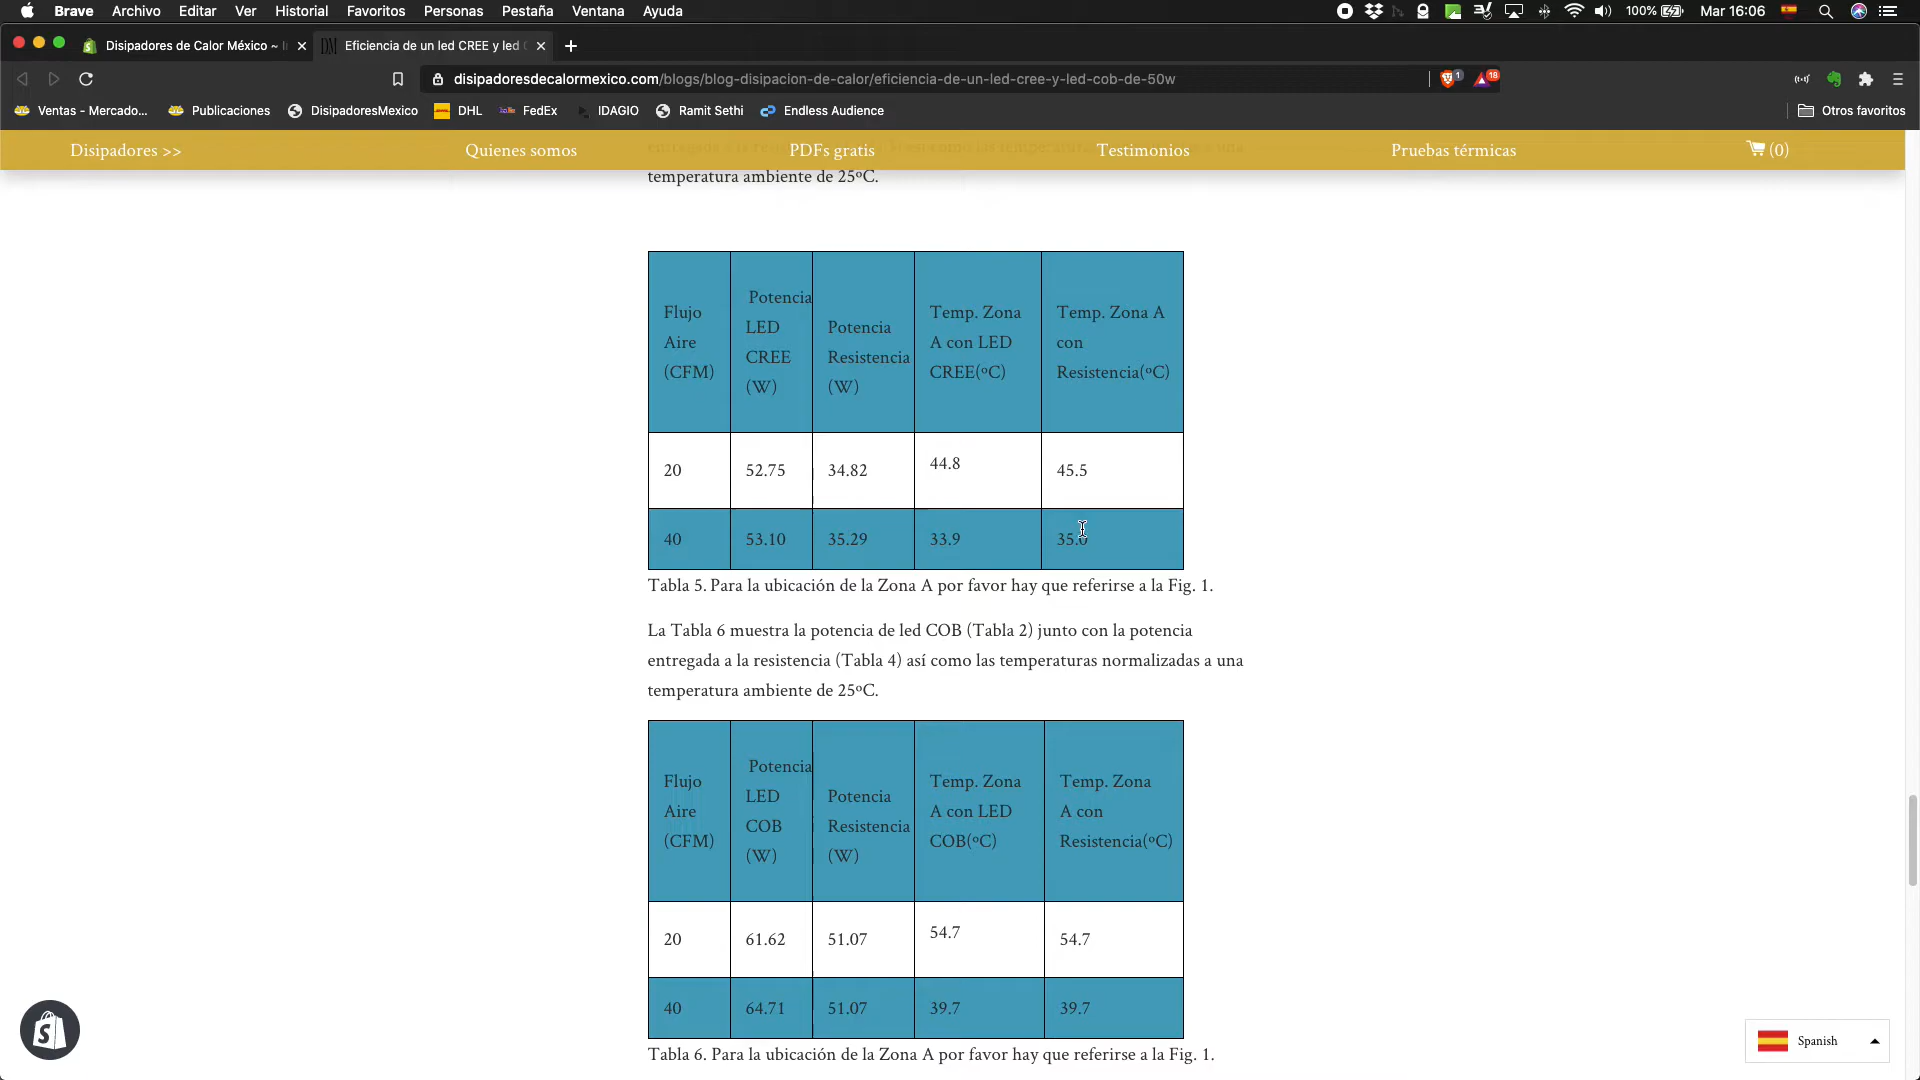 Brave Archivo Editar Ver Historial Favoritos Personas Pestaña Ventana Ayuda 100% Mar 16:06
Disipadores de Calor México ~ Eficiencia de un led CREE y led
disipadoresdecalormexico.com/blogs/blog-disipacion-de-calor/eficiencia-de-un-led-cree-y-led-cob-de-50w 1 18
Ventas - Mercado... Publicaciones DisipadoresMexico DHL FedEx IDAGIO Ramit Sethi Endless Audience Otros favoritos
Disipadores >> Quienes somos PDFs gratis Testimonios Pruebas térmicas (0)
temperatura ambiente de 25ºC.
Flujo
Aire
(CFM)
Potencia
LED
CREE
(W)
Potencia
Resistencia
(W)
Temp. Zona
A con LED
CREE(ºC)
Temp. Zona A
con
Resistencia(ºC)
20 52.75 34.82 44.8 45.5
40 53.10 35.29 33.9 35.0
Tabla 5. Para la ubicación de la Zona A por favor hay que referirse a la Fig. 1.
La Tabla 6 muestra la potencia de led COB (Tabla 2) junto con la potencia
entregada a la resistencia (Tabla 4) así como las temperaturas normalizadas a una
temperatura ambiente de 25ºC.
Flujo
Aire
(CFM)
Potencia
LED
COB
(W)
Potencia
Resistencia
(W)
Temp. Zona
A con LED
COB(ºC)
Temp. Zona
A con
Resistencia(ºC)
20 61.62 51.07 54.7 54.7
40 64.71 51.07 39.7 39.7
Tabla 6. Para la ubicación de la Zona A por favor hay que referirse a la Fig. 1.
Spanish